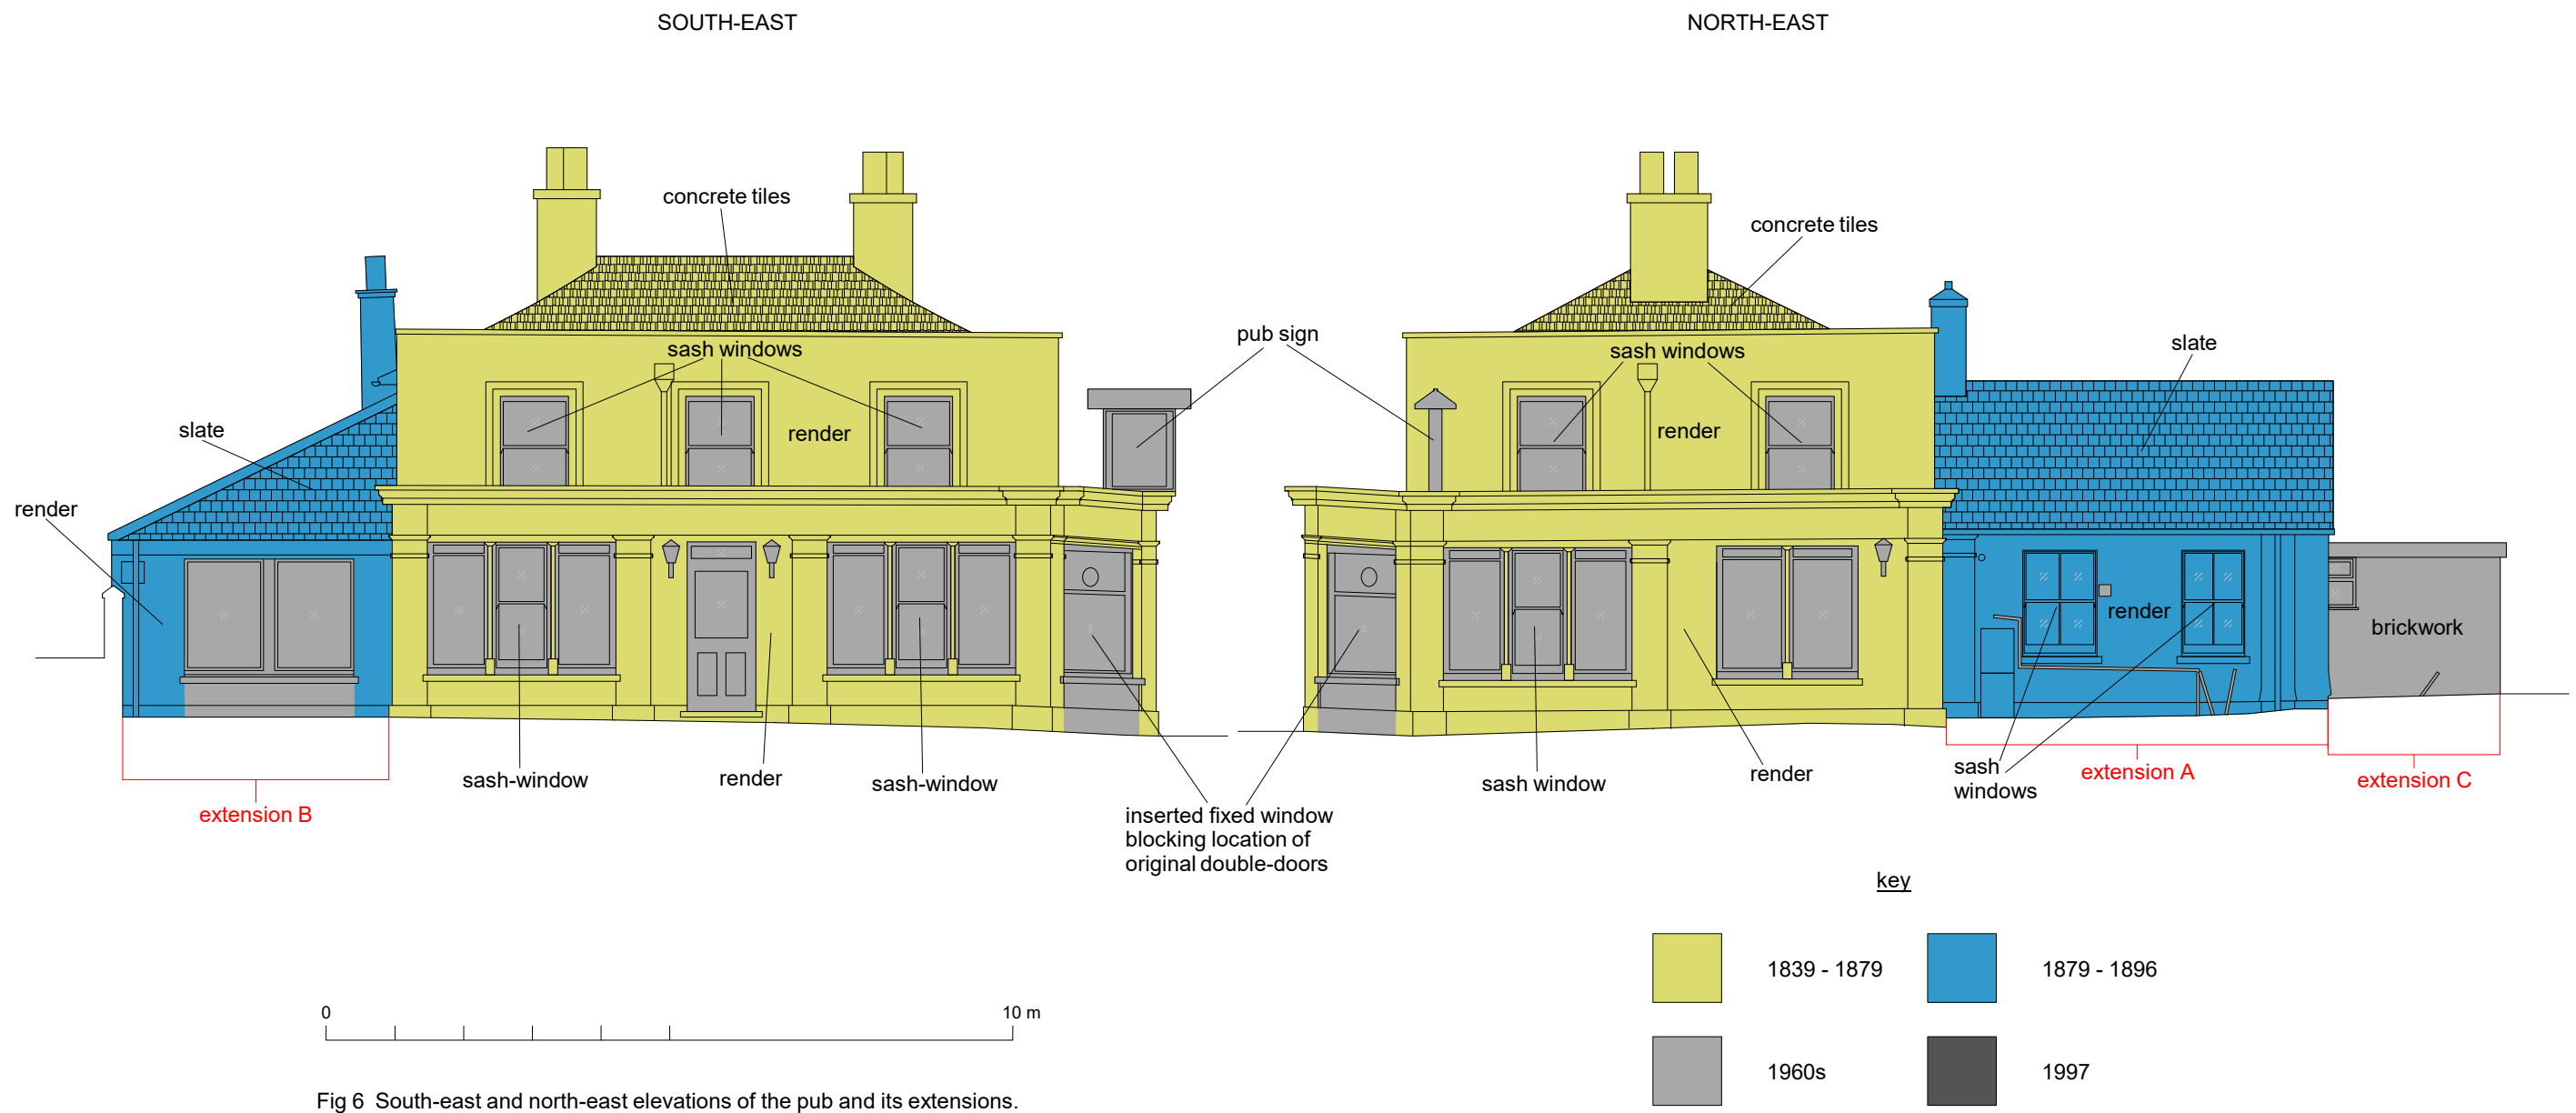 SOUTH-EAST
NORTH-EAST
concrete tiles
concrete tiles
pub sign
sash windows
sash windows
slate
slate
render
render
render
render
render
brickwork
sash-window
render
sash-window
sash window
render
sash
windows
extension A
extension C
extension B
inserted fixed window
blocking location of
original double-doors
key
1839 - 1879
1879 - 1896
0
10 m
1960s
1997
Fig 6 South-east and north-east elevations of the pub and its extensions.